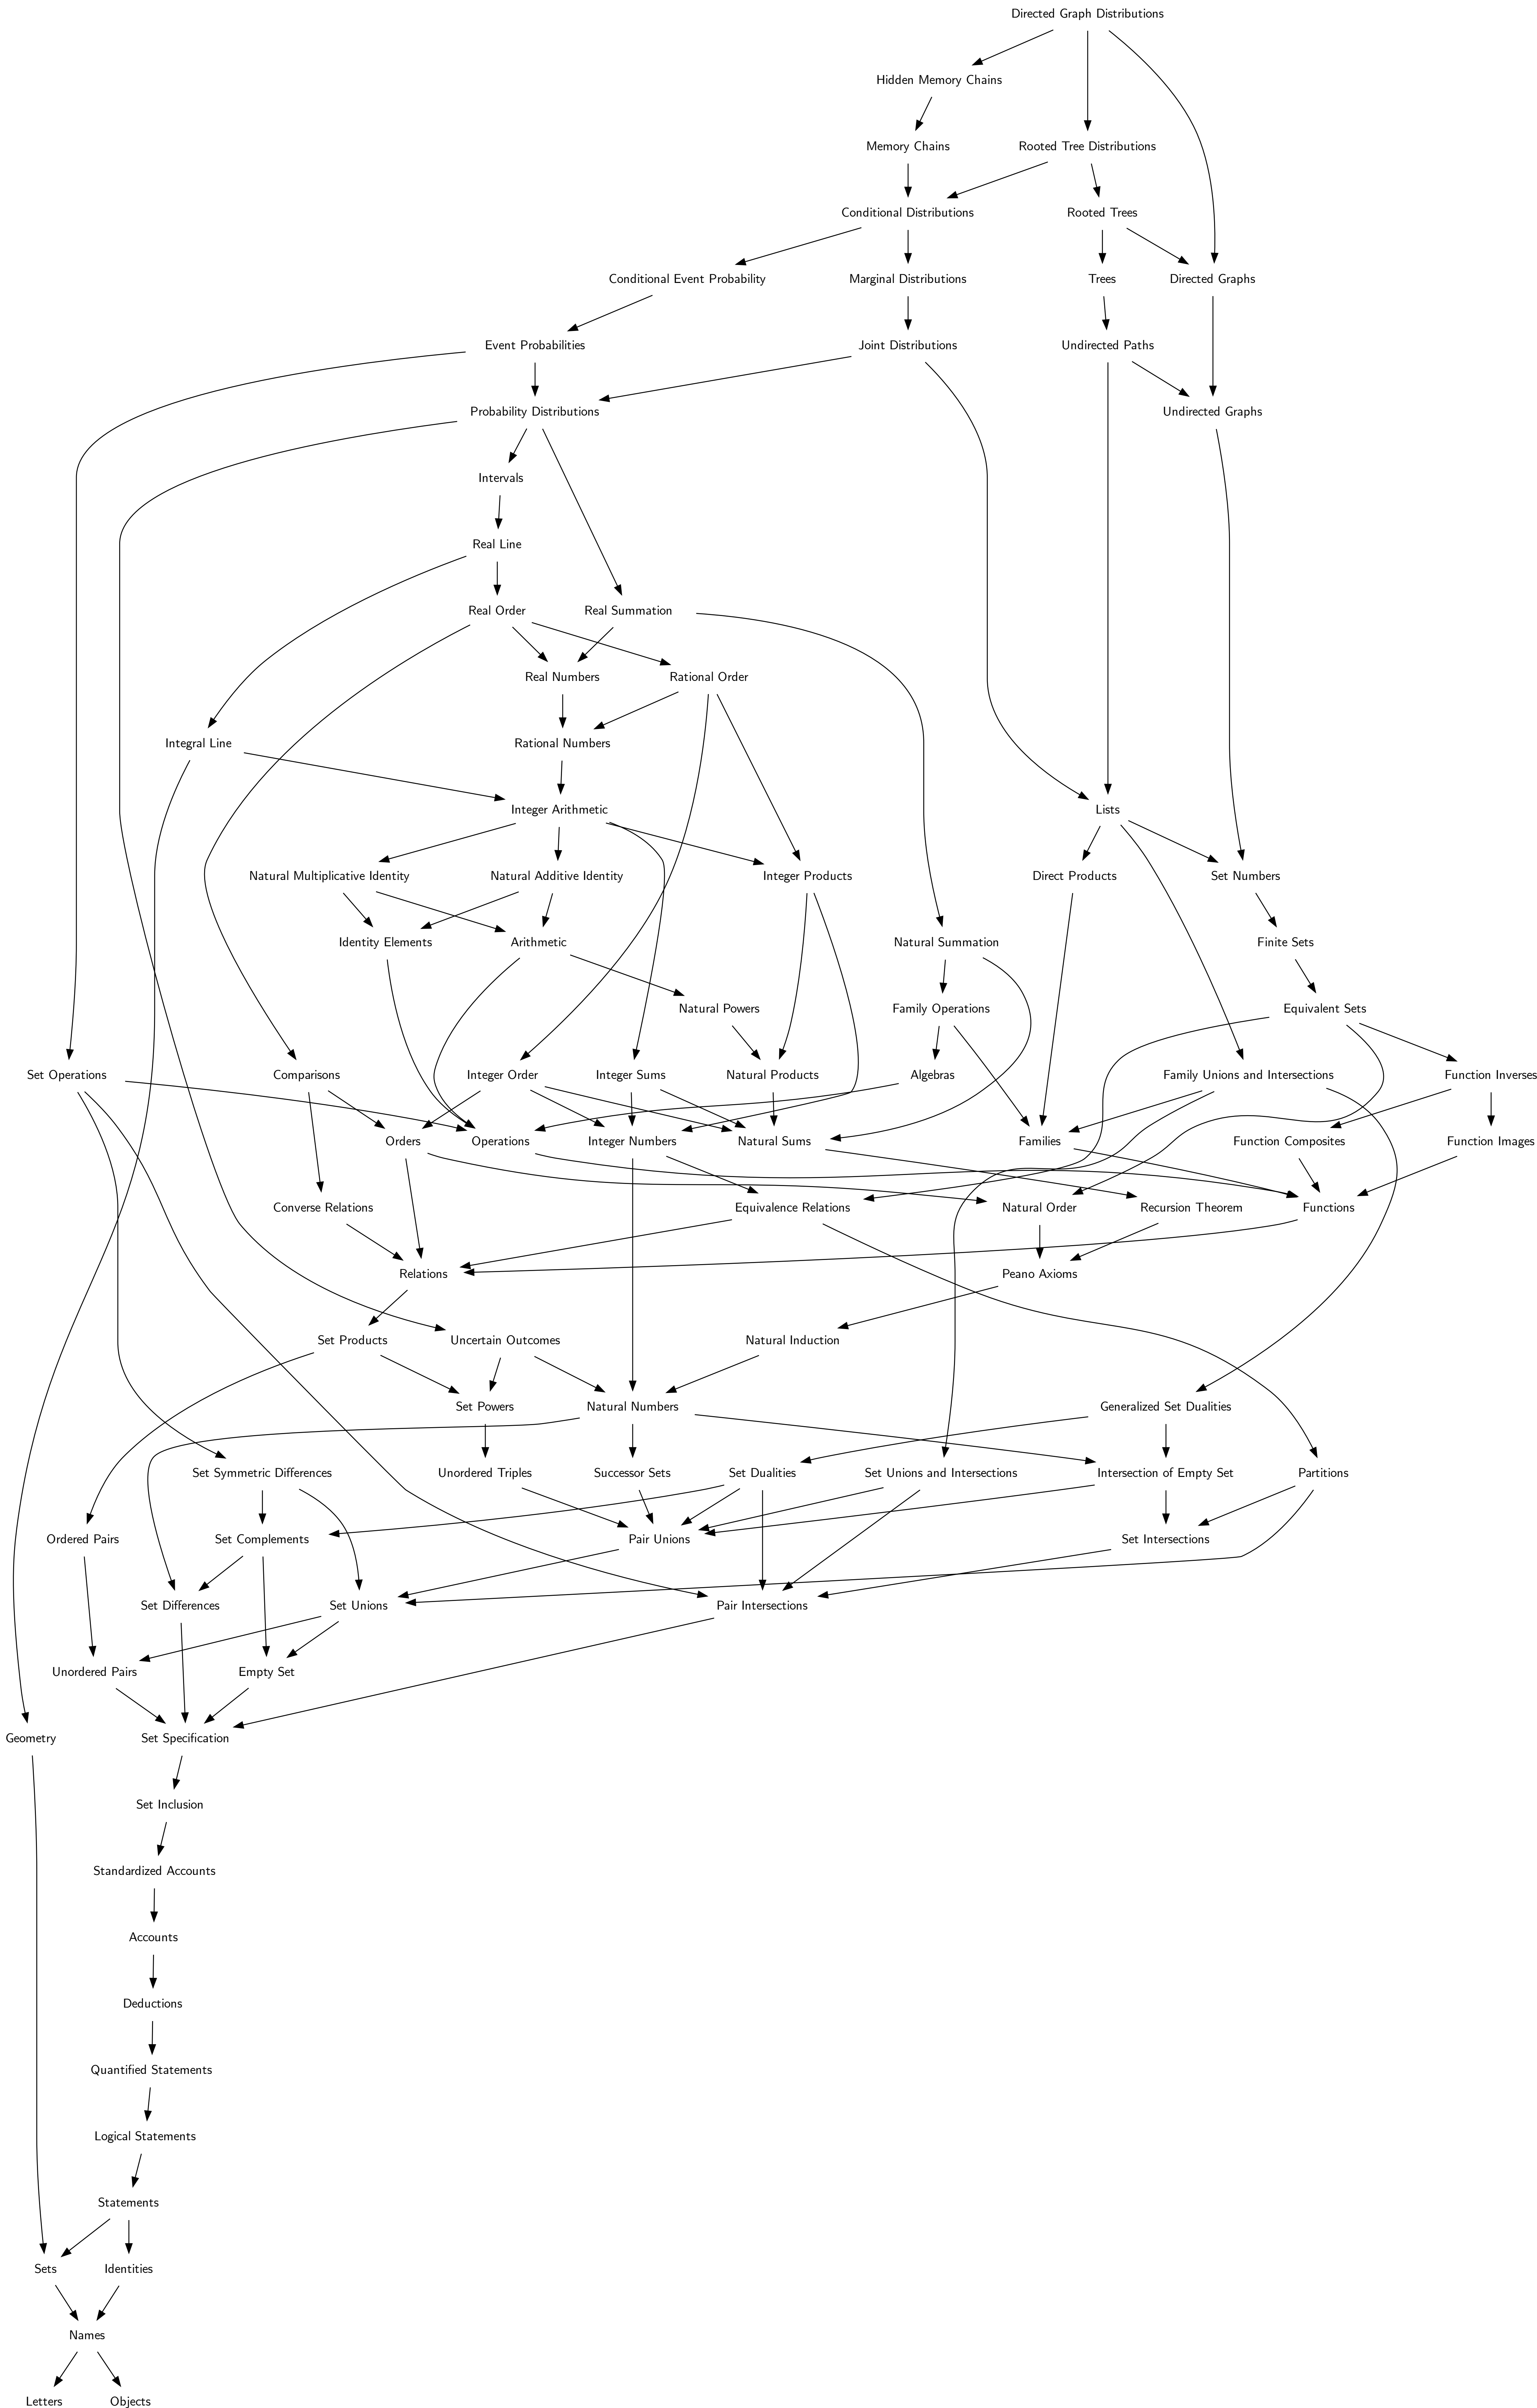 Directed Graph Distributions
Hidden Memory Chains
Memory Chains
Rooted Tree Distributions
Conditional Distributions
Rooted Trees
Conditional Event Probability
Marginal Distributions
Trees
Directed Graphs
Event Probabilities
Joint Distributions
Undirected Paths
Probability Distributions
Undirected Graphs
Intervals
Real Line
Real Order
Real Summation
Real Numbers
Rational Order
Integral Line
Rational Numbers
Integer Arithmetic
Lists
Natural Multiplicative Identity
Natural Additive Identity
Integer Products
Direct Products
Set Numbers
Identity Elements
Arithmetic
Natural Summation
Finite Sets
Natural Powers
Family Operations
Equivalent Sets
Set Operations
Comparisons
Integer Order
Integer Sums
Natural Products
Algebras
Family Unions and Intersections
Function Inverses
Orders
Operations
Integer Numbers
Natural Sums
Families
Function Composites
Function Images
Converse Relations
Equivalence Relations
Natural Order
Recursion Theorem
Functions
Relations
Peano Axioms
Set Products
Uncertain Outcomes
Natural Induction
Set Powers
Natural Numbers
Generalized Set Dualities
Set Symmetric Differences
Unordered Triples
Successor Sets
Set Dualities
Set Unions and Intersections
Intersection of Empty Set
Partitions
Ordered Pairs
Set Complements
Pair Unions
Set Intersections
Set Differences
Set Unions
Pair Intersections
Unordered Pairs
Empty Set
Geometry
Set Specification
Set Inclusion
Standardized Accounts
Accounts
Deductions
Quantified Statements
Logical Statements
Statements
Sets
Identities
Names
Letters
Objects